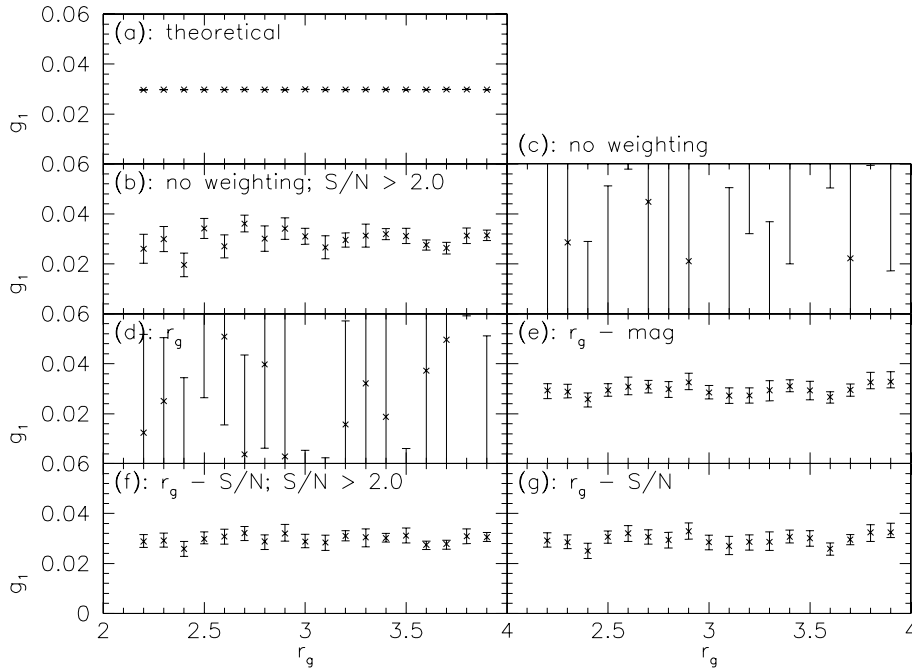 0.06
(a): theoretical
0.04
g1
0.02
(c): no weighting
0.06
(b): no weighting; S/N > 2.0
0.04
g1
0.02
0.06
(d): rg
(e): rg − mag
0.04
g1
0.02
0.06
(f): rg − S/N; S/N > 2.0
(g): rg − S/N
0.04
g1
0.02
0
2 2.5 3 3.5 4 2.5 3 3.5 4
rg rg